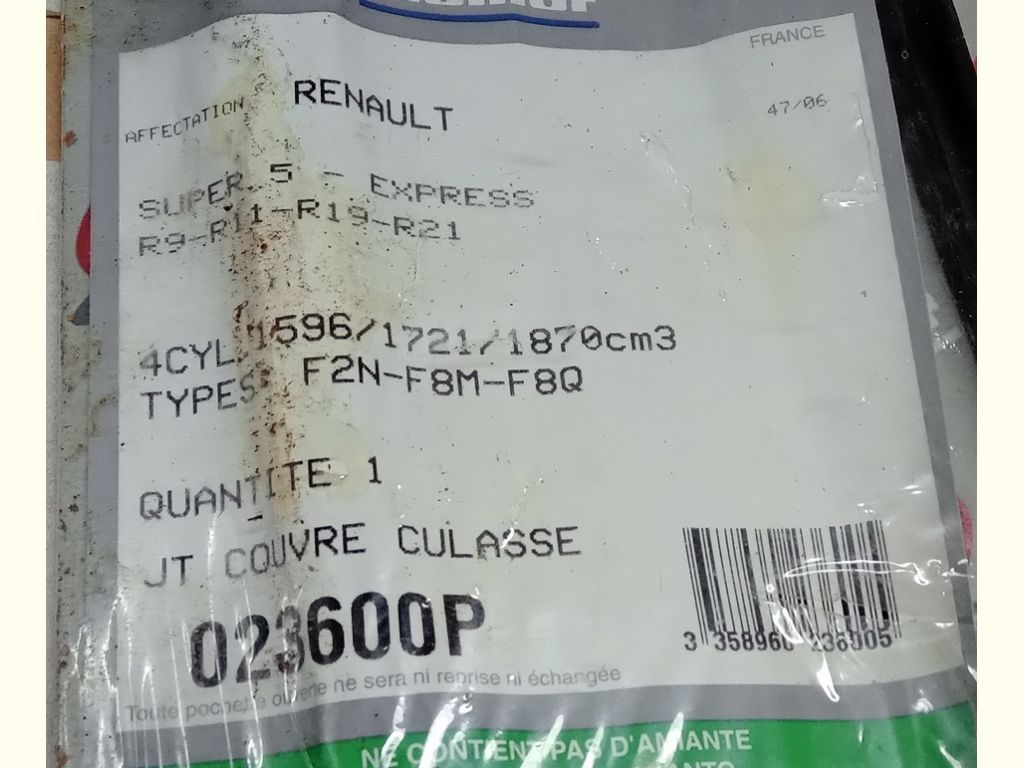 FRANCE
47/06
AFFECTATION RENAULT
SUPER 5 - EXPRESS
R9-R11-R19-R21
4CYL.1596/1721/1870cm3
TYPES: F2N-F8M-F8Q
QUANTITE 1
JT COUVRE CULASSE
023600P
3 358960 236005
Toute pochette ouverte ne sera ni reprise ni échangée
NE CONTIENT PAS D'AMIANTE